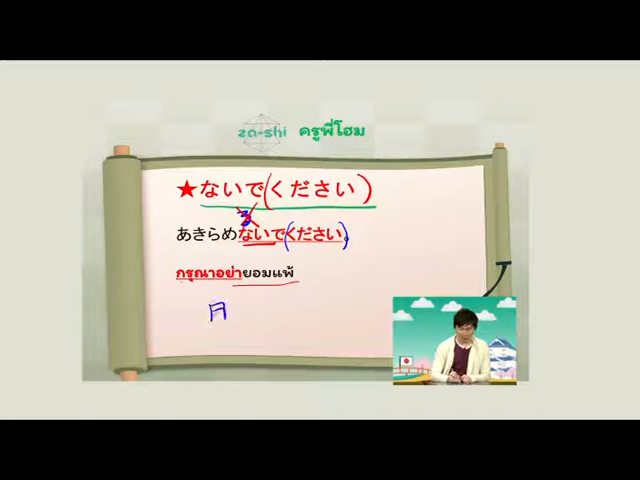 za-shi ครูพี่โฮม
★ないで(ください)
あきらめないで(ください)。
กรุณาอย่ายอมแพ้